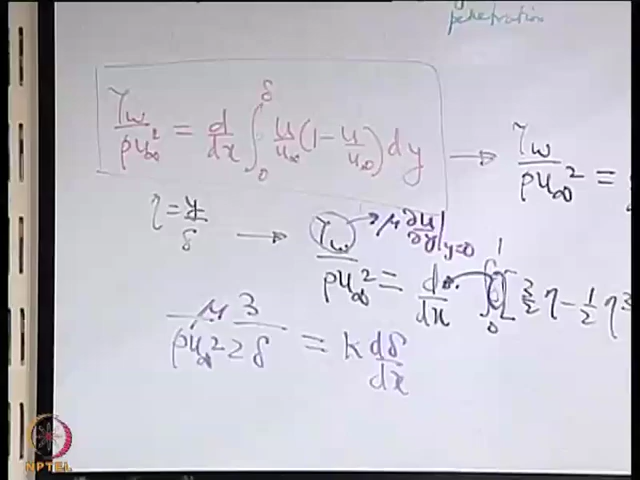 penetration
τw/ρu∞² = d/dx ∫₀^δ u/u∞ (1 − u/u∞) dy → τw/ρu∞² =
η = y/δ → τw/ρu∞² = d/dx ∫₀¹ [3/2 η − 1/2 η³
→ μ ∂u/∂y|y=0
μ 3/ρu∞² 2δ = k dδ/dx
NPTEL